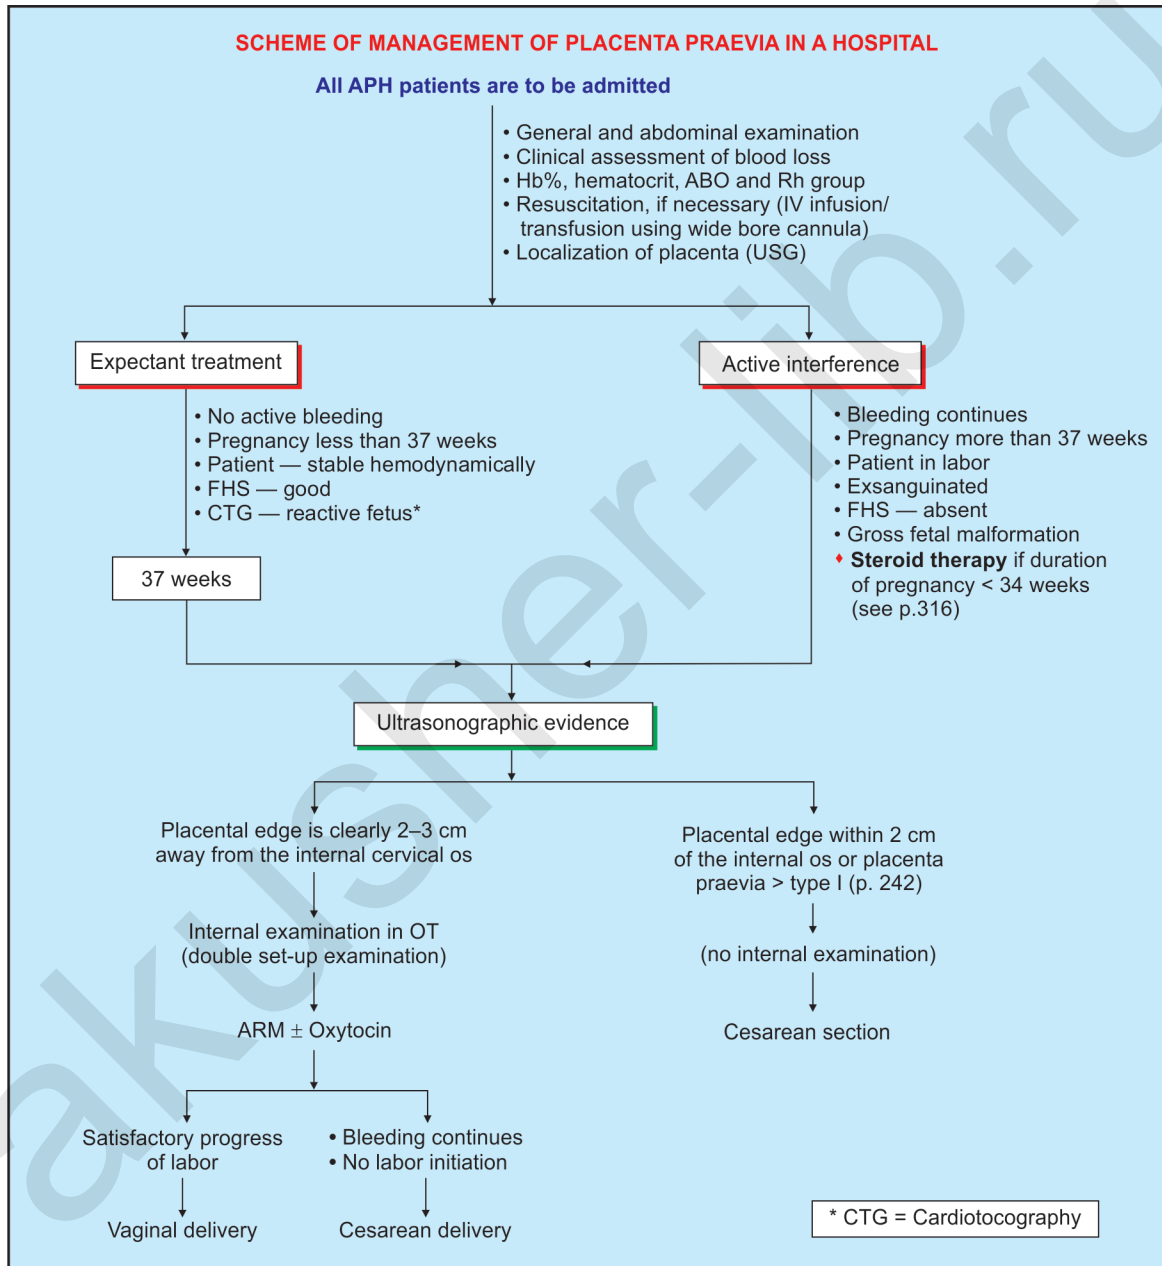 SCHEME OF MANAGEMENT OF PLACENTA PRAEVIA IN A HOSPITAL
All APH patients are to be admitted
• General and abdominal examination
• Clinical assessment of blood loss
• Hb%, hematocrit, ABO and Rh group
• Resuscitation, if necessary (IV infusion/
transfusion using wide bore cannula)
• Localization of placenta (USG)
Expectant treatment
• No active bleeding
• Pregnancy less than 37 weeks
• Patient — stable hemodynamically
• FHS — good
• CTG — reactive fetus*
37 weeks
Active interference
• Bleeding continues
• Pregnancy more than 37 weeks
• Patient in labor
• Exsanguinated
• FHS — absent
• Gross fetal malformation
♦ Steroid therapy if duration
of pregnancy < 34 weeks
(see p.316)
Ultrasonographic evidence
Placental edge is clearly 2–3 cm
away from the internal cervical os
Internal examination in OT
(double set-up examination)
ARM ± Oxytocin
Satisfactory progress
of labor
Vaginal delivery
• Bleeding continues
• No labor initiation
Cesarean delivery
Placental edge within 2 cm
of the internal os or placenta
praevia > type I (p. 242)
(no internal examination)
Cesarean section
* CTG = Cardiotocography
akusher-lib.ru